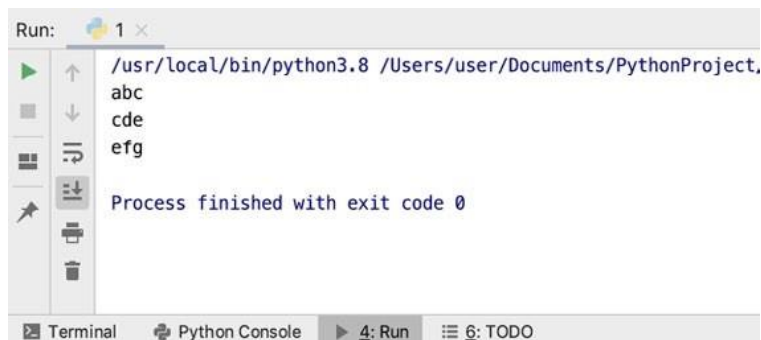 Run: 1
/usr/local/bin/python3.8 /Users/user/Documents/PythonProject
abc
cde
efg
Process finished with exit code 0
Terminal Python Console 4: Run 6: TODO